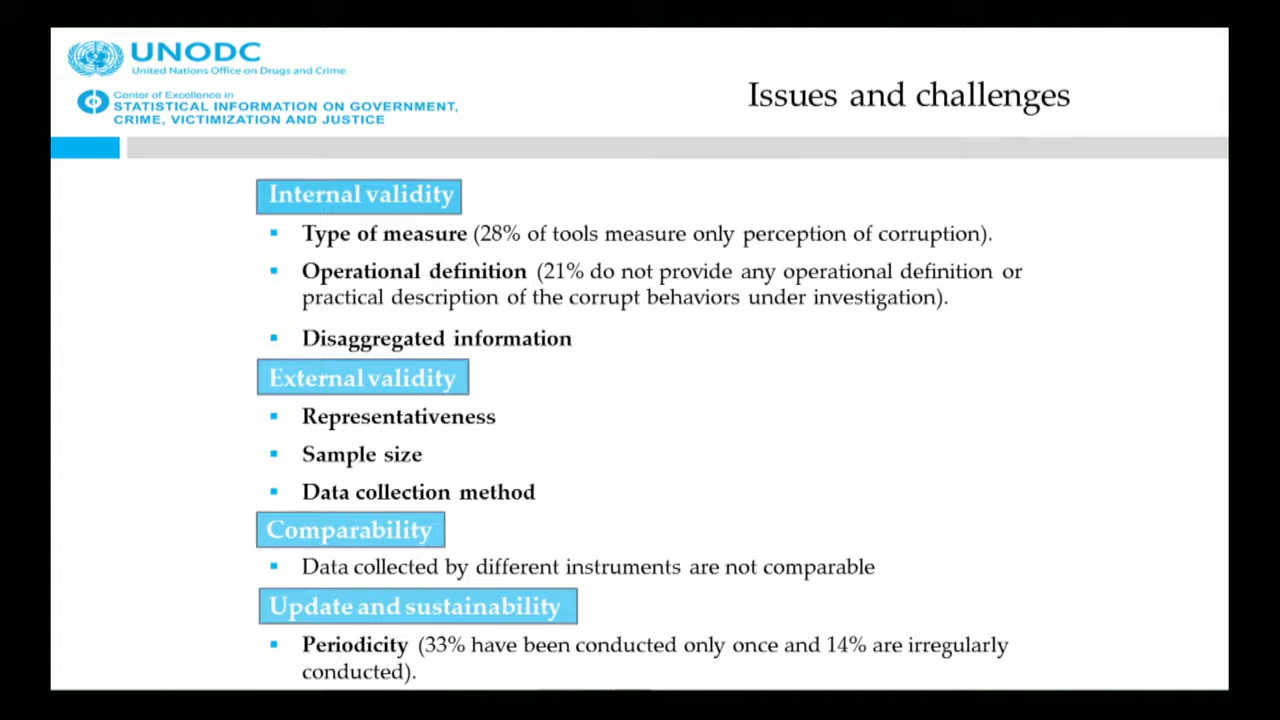 UNODC
United Nations Office on Drugs and Crime
Center of Excellence in
STATISTICAL INFORMATION ON GOVERNMENT,
CRIME, VICTIMIZATION AND JUSTICE
Issues and challenges
Internal validity
Type of measure (28% of tools measure only perception of corruption).
Operational definition (21% do not provide any operational definition or
practical description of the corrupt behaviors under investigation).
Disaggregated information
External validity
Representativeness
Sample size
Data collection method
Comparability
Data collected by different instruments are not comparable
Update and sustainability
Periodicity (33% have been conducted only once and 14% are irregularly
conducted).